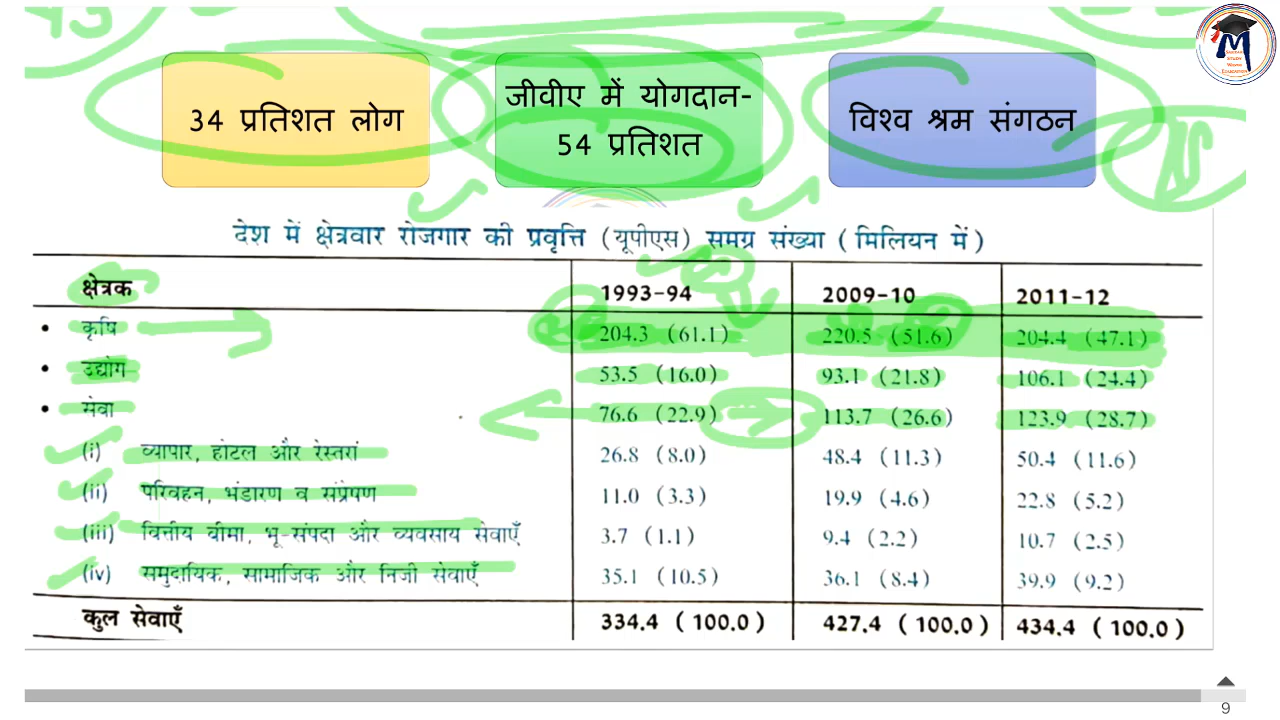 45
34 प्रतिशत लोग
जीवीए में योगदान-
54 प्रतिशत
विश्व श्रम संगठन
देश में क्षेत्रवार रोजगार की प्रवृत्ति (यूपीएस) समग्र संख्या (मिलियन में)
क्षेत्रक 1993-94 2009-10 2011-12
• कृषि 204.3 (61.1) 220.5 (51.6) 204.4 (47.1)
• उद्योग 53.5 (16.0) 93.1 (21.8) 106.1 (24.4)
• सेवा 76.6 (22.9) 113.7 (26.6) 123.9 (28.7)
(i) व्यापार, होटल और रेस्तरां 26.8 (8.0) 48.4 (11.3) 50.4 (11.6)
(ii) परिवहन, भंडारण व संप्रेषण 11.0 (3.3) 19.9 (4.6) 22.8 (5.2)
(iii) वित्तीय बीमा, भू-संपदा और व्यवसाय सेवाएँ 3.7 (1.1) 9.4 (2.2) 10.7 (2.5)
(iv) समुदायिक, सामाजिक और निजी सेवाएँ 35.1 (10.5) 36.1 (8.4) 39.9 (9.2)
कुल सेवाएँ 334.4 (100.0) 427.4 (100.0) 434.4 (100.0)
9